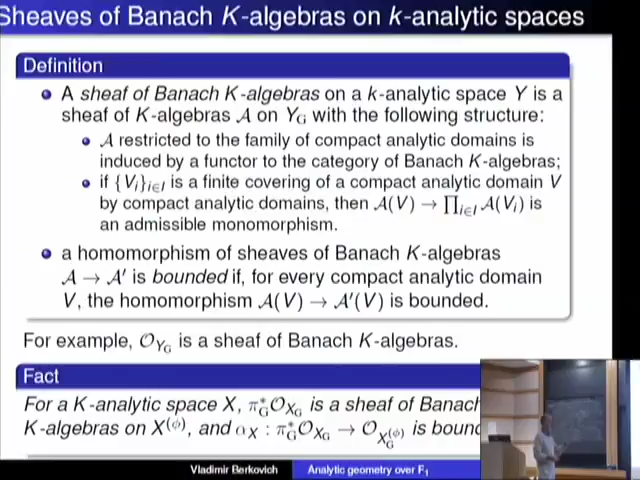 Sheaves of Banach K-algebras on k-analytic spaces
Definition
A sheaf of Banach K-algebras on a k-analytic space Y is a
sheaf of K-algebras 𝒜 on Y_G with the following structure:
𝒜 restricted to the family of compact analytic domains is
induced by a functor to the category of Banach K-algebras;
if {V_i}_{i∈I} is a finite covering of a compact analytic domain V
by compact analytic domains, then 𝒜(V) → ∏_{i∈I} 𝒜(V_i) is
an admissible monomorphism.
a homomorphism of sheaves of Banach K-algebras
𝒜 → 𝒜′ is bounded if, for every compact analytic domain
V, the homomorphism 𝒜(V) → 𝒜′(V) is bounded.
For example, 𝒪_{Y_G} is a sheaf of Banach K-algebras.
Fact
For a K-analytic space X, π*_G 𝒪_{X_G} is a sheaf of Banach
K-algebras on X^{(ϕ)}, and α_X : π*_G 𝒪_{X_G} → 𝒪_{X_G^{(ϕ)}} is
Vladimir Berkovich Analytic geometry over F₁